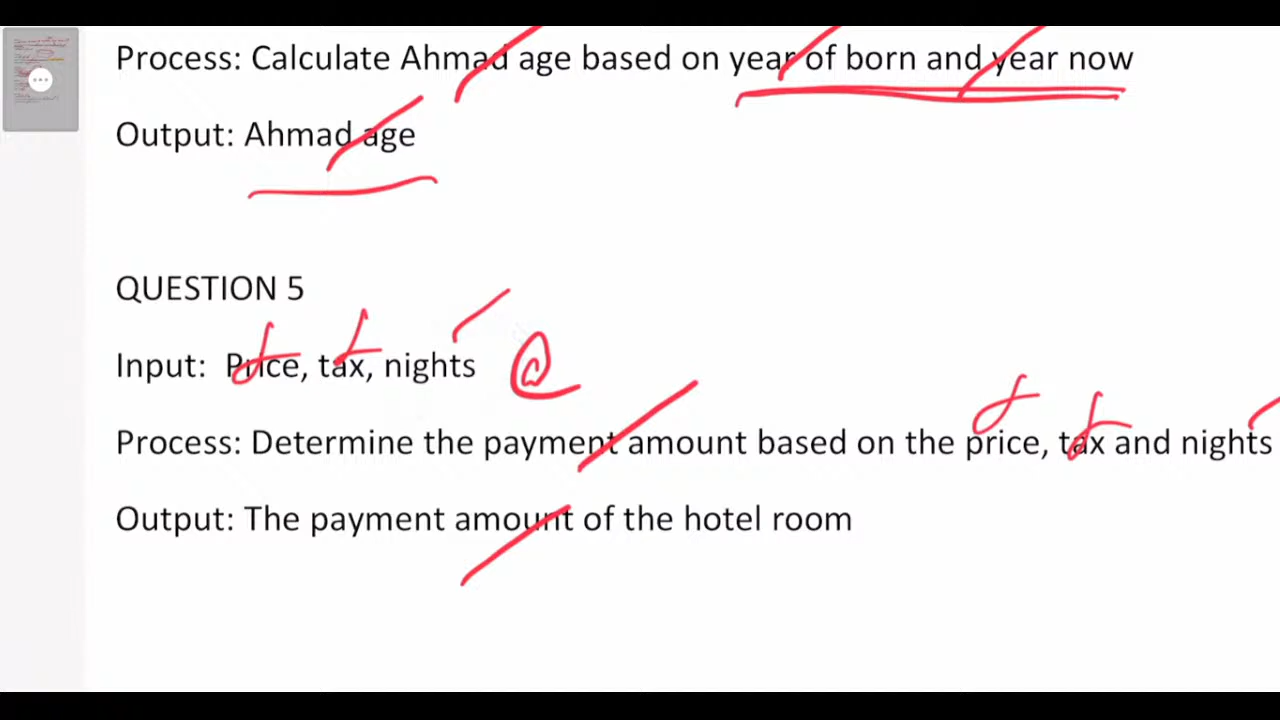 Process: Calculate Ahmad age based on year of born and year now
Output: Ahmad age
QUESTION 5
Input: Price, tax, nights
Process: Determine the payment amount based on the price, tax and nights
Output: The payment amount of the hotel room